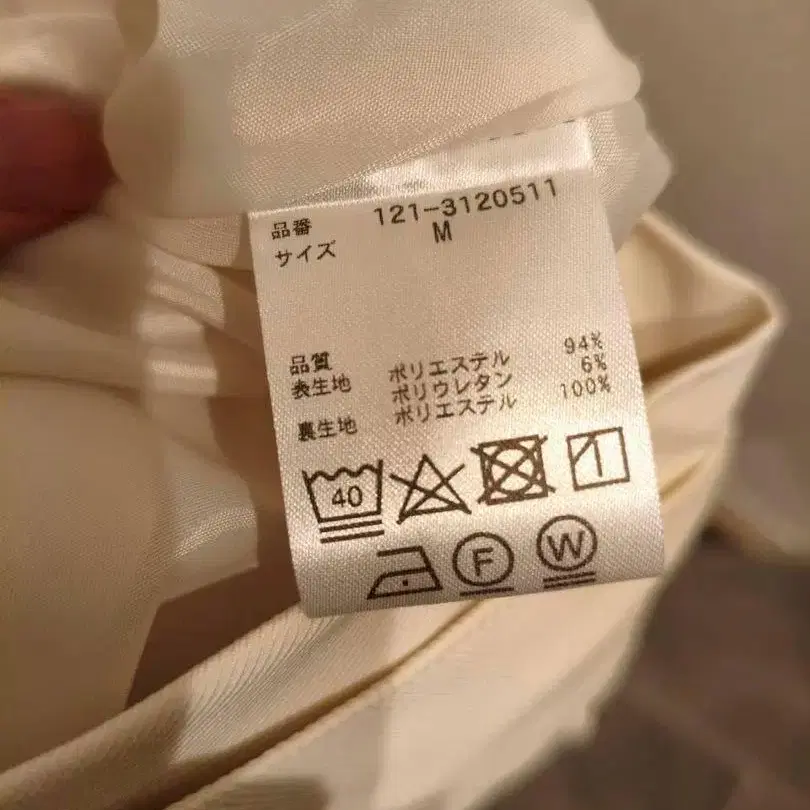 品番 121-3120511
サイズ M
品質
表生地 ポリエステル 94%
ポリウレタン 6%
裏生地 ポリエステル 100%
40
F W